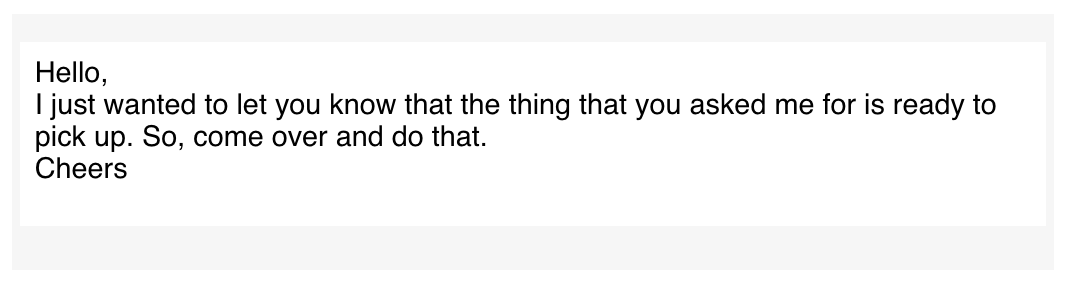 Hello,
I just wanted to let you know that the thing that you asked me for is ready to
pick up. So, come over and do that.
Cheers